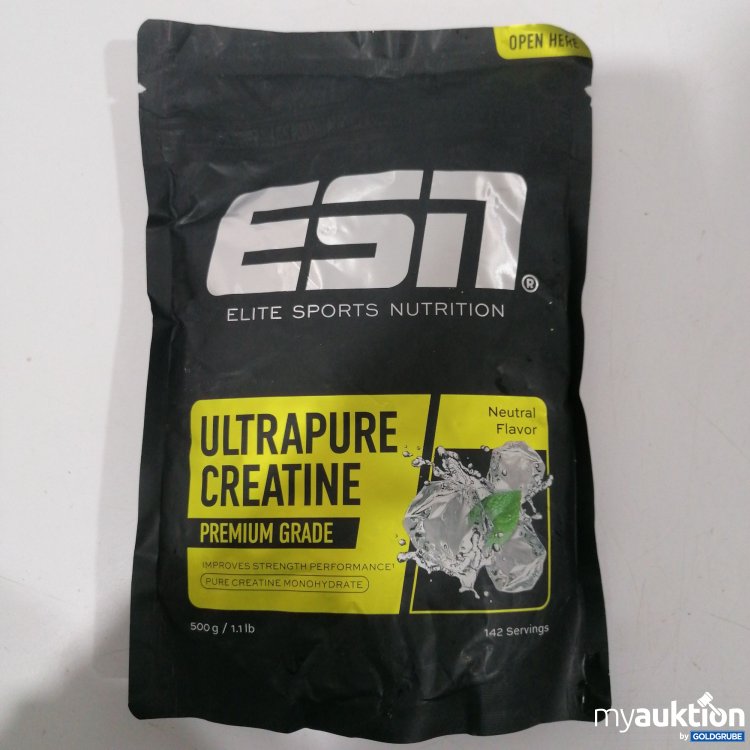 OPEN HERE
ESN®
ELITE SPORTS NUTRITION
ULTRAPURE
CREATINE
PREMIUM GRADE
IMPROVES STRENGTH PERFORMANCE¹
PURE CREATINE MONOHYDRATE
Neutral
Flavor
500 g / 1.1 lb
142 Servings
myauktion
by GOLDGRUBE